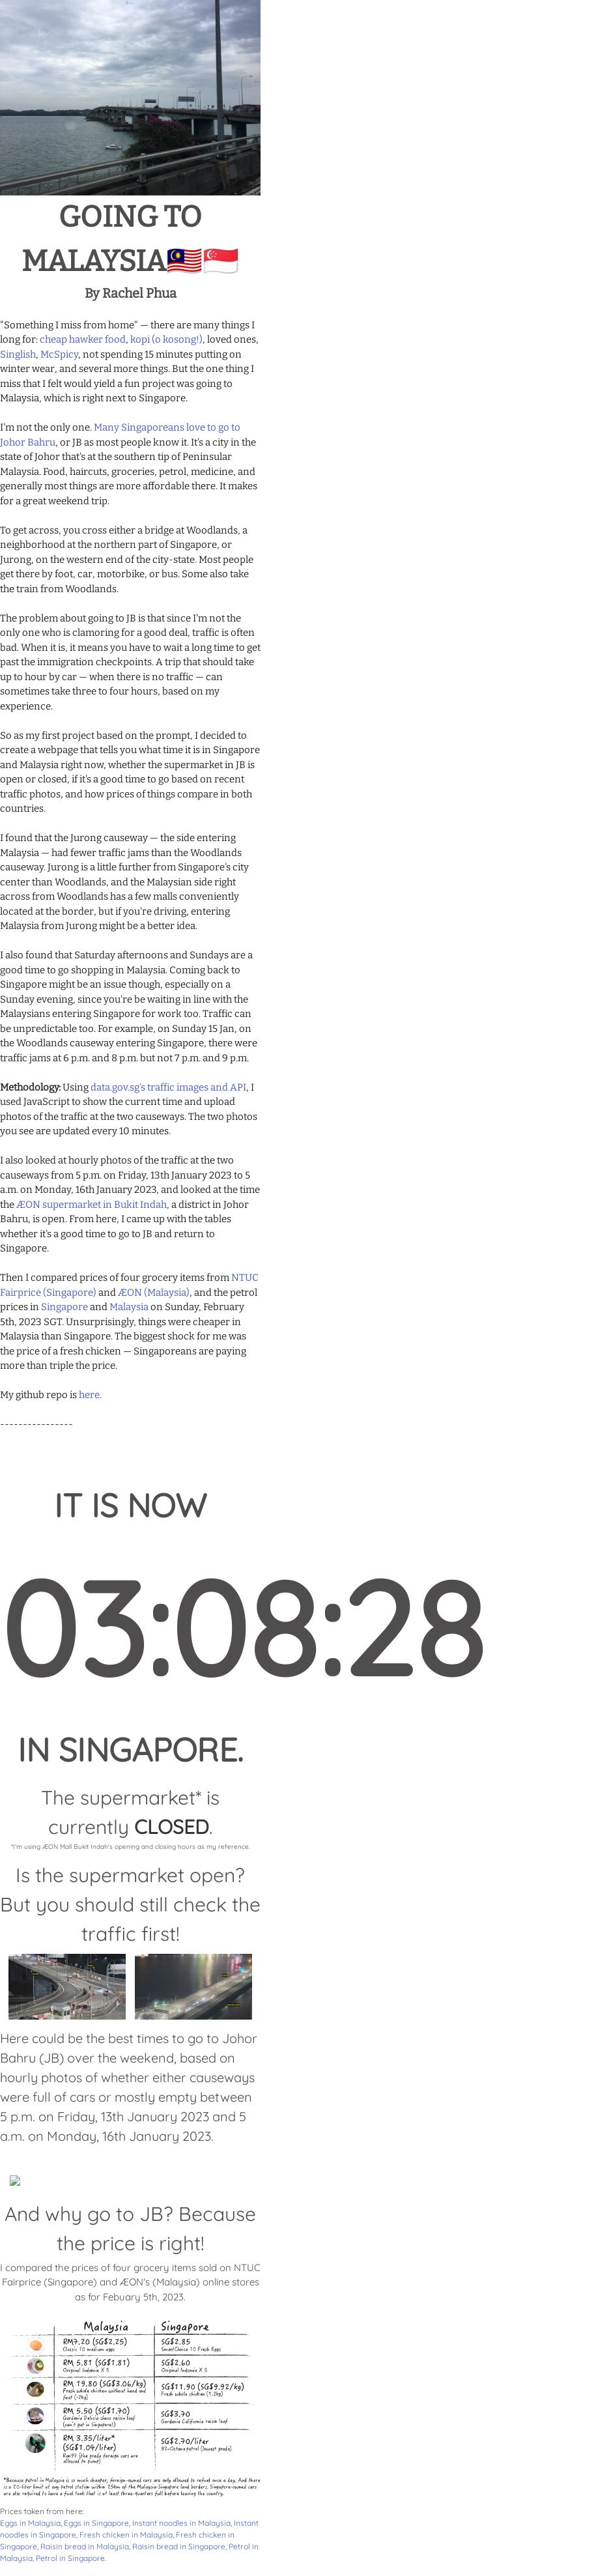 GOING TO
MALAYSIA🇲🇾🇸🇬
By Rachel Phua
"Something I miss from home" — there are many things I
long for: cheap hawker food, kopi (o kosong!), loved ones,
Singlish, McSpicy, not spending 15 minutes putting on
winter wear, and several more things. But the one thing I
miss that I felt would yield a fun project was going to
Malaysia, which is right next to Singapore.
I'm not the only one. Many Singaporeans love to go to
Johor Bahru, or JB as most people know it. It's a city in the
state of Johor that's at the southern tip of Peninsular
Malaysia. Food, haircuts, groceries, petrol, medicine, and
generally most things are more affordable there. It makes
for a great weekend trip.
To get across, you cross either a bridge at Woodlands, a
neighborhood at the northern part of Singapore, or
Jurong, on the western end of the city-state. Most people
get there by foot, car, motorbike, or bus. Some also take
the train from Woodlands.
The problem about going to JB is that since I'm not the
only one who is clamoring for a good deal, traffic is often
bad. When it is, it means you have to wait a long time to get
past the immigration checkpoints. A trip that should take
up to hour by car — when there is no traffic — can
sometimes take three to four hours, based on my
experience.
So as my first project based on the prompt, I decided to
create a webpage that tells you what time it is in Singapore
and Malaysia right now, whether the supermarket in JB is
open or closed, if it's a good time to go based on recent
traffic photos, and how prices of things compare in both
countries.
I found that the Jurong causeway — the side entering
Malaysia — had fewer traffic jams than the Woodlands
causeway. Jurong is a little further from Singapore's city
center than Woodlands, and the Malaysian side right
across from Woodlands has a few malls conveniently
located at the border, but if you're driving, entering
Malaysia from Jurong might be a better idea.
I also found that Saturday afternoons and Sundays are a
good time to go shopping in Malaysia. Coming back to
Singapore might be an issue though, especially on a
Sunday evening, since you're be waiting in line with the
Malaysians entering Singapore for work too. Traffic can
be unpredictable too. For example, on Sunday 15 Jan, on
the Woodlands causeway entering Singapore, there were
traffic jams at 6 p.m. and 8 p.m. but not 7 p.m. and 9 p.m.
Methodology: Using data.gov.sg's traffic images and API, I
used JavaScript to show the current time and upload
photos of the traffic at the two causeways. The two photos
you see are updated every 10 minutes.
I also looked at hourly photos of the traffic at the two
causeways from 5 p.m. on Friday, 13th January 2023 to 5
a.m. on Monday, 16th January 2023, and looked at the time
the ÆON supermarket in Bukit Indah, a district in Johor
Bahru, is open. From here, I came up with the tables
whether it's a good time to go to JB and return to
Singapore.
Then I compared prices of four grocery items from NTUC
Fairprice (Singapore) and ÆON (Malaysia), and the petrol
prices in Singapore and Malaysia on Sunday, February
5th, 2023 SGT. Unsurprisingly, things were cheaper in
Malaysia than Singapore. The biggest shock for me was
the price of a fresh chicken — Singaporeans are paying
more than triple the price.
My github repo is here.
----------------
IT IS NOW
03:08:28
IN SINGAPORE.
The supermarket* is
currently CLOSED.
*I'm using ÆON Mall Bukit Indah's opening and closing hours as my reference.
Is the supermarket open?
But you should still check the
traffic first!
Here could be the best times to go to Johor
Bahru (JB) over the weekend, based on
hourly photos of whether either causeways
were full of cars or mostly empty between
5 p.m. on Friday, 13th January 2023 and 5
a.m. on Monday, 16th January 2023.
And why go to JB? Because
the price is right!
I compared the prices of four grocery items sold on NTUC
Fairprice (Singapore) and ÆON's (Malaysia) online stores
as for Febuary 5th, 2023.
Malaysia Singapore
RM7.20 (SG$2.25) SG$2.85
Classic 10 medium eggs SmartChoice 10 Fresh Eggs
RM 5.81 (SG$1.81) SG$2.60
Original Indomie X 5 Original Indomie X 5
RM 19.80 (SG$3.06/kg) SG$11.90 (SG$9.92/kg)
Fresh whole chicken without head and Fresh whole chicken (1.2kg)
feet (~2kg)
RM 5.50 (SG$1.70) SG$3.70
Gardenia Delicia choco raisin loaf Gardenia California raisin loaf
(can't get in Singapore!)
RM 3.35/liter* SG$2.70/liter
(SG$1.04/liter) 92-Octane petrol (lowest grade)
Ron97 (the grade foreign cars are
allowed to pump)
*Because petrol in Malaysia is so much cheaper, foreign-owned cars are only allowed to refuel once a day. And there
is a 20-liter limit at any petrol station within 25km of the Malaysia-Singapore land borders. Singapore-owned cars
are also required to have a fuel tank that is at least three-quarters full before leaving the country.
Prices taken from here:
Eggs in Malaysia, Eggs in Singapore, Instant noodles in Malaysia, Instant
noodles in Singapore, Fresh chicken in Malaysia, Fresh chicken in
Singapore, Raisin bread in Malaysia, Raisin bread in Singapore, Petrol in
Malaysia, Petrol in Singapore.